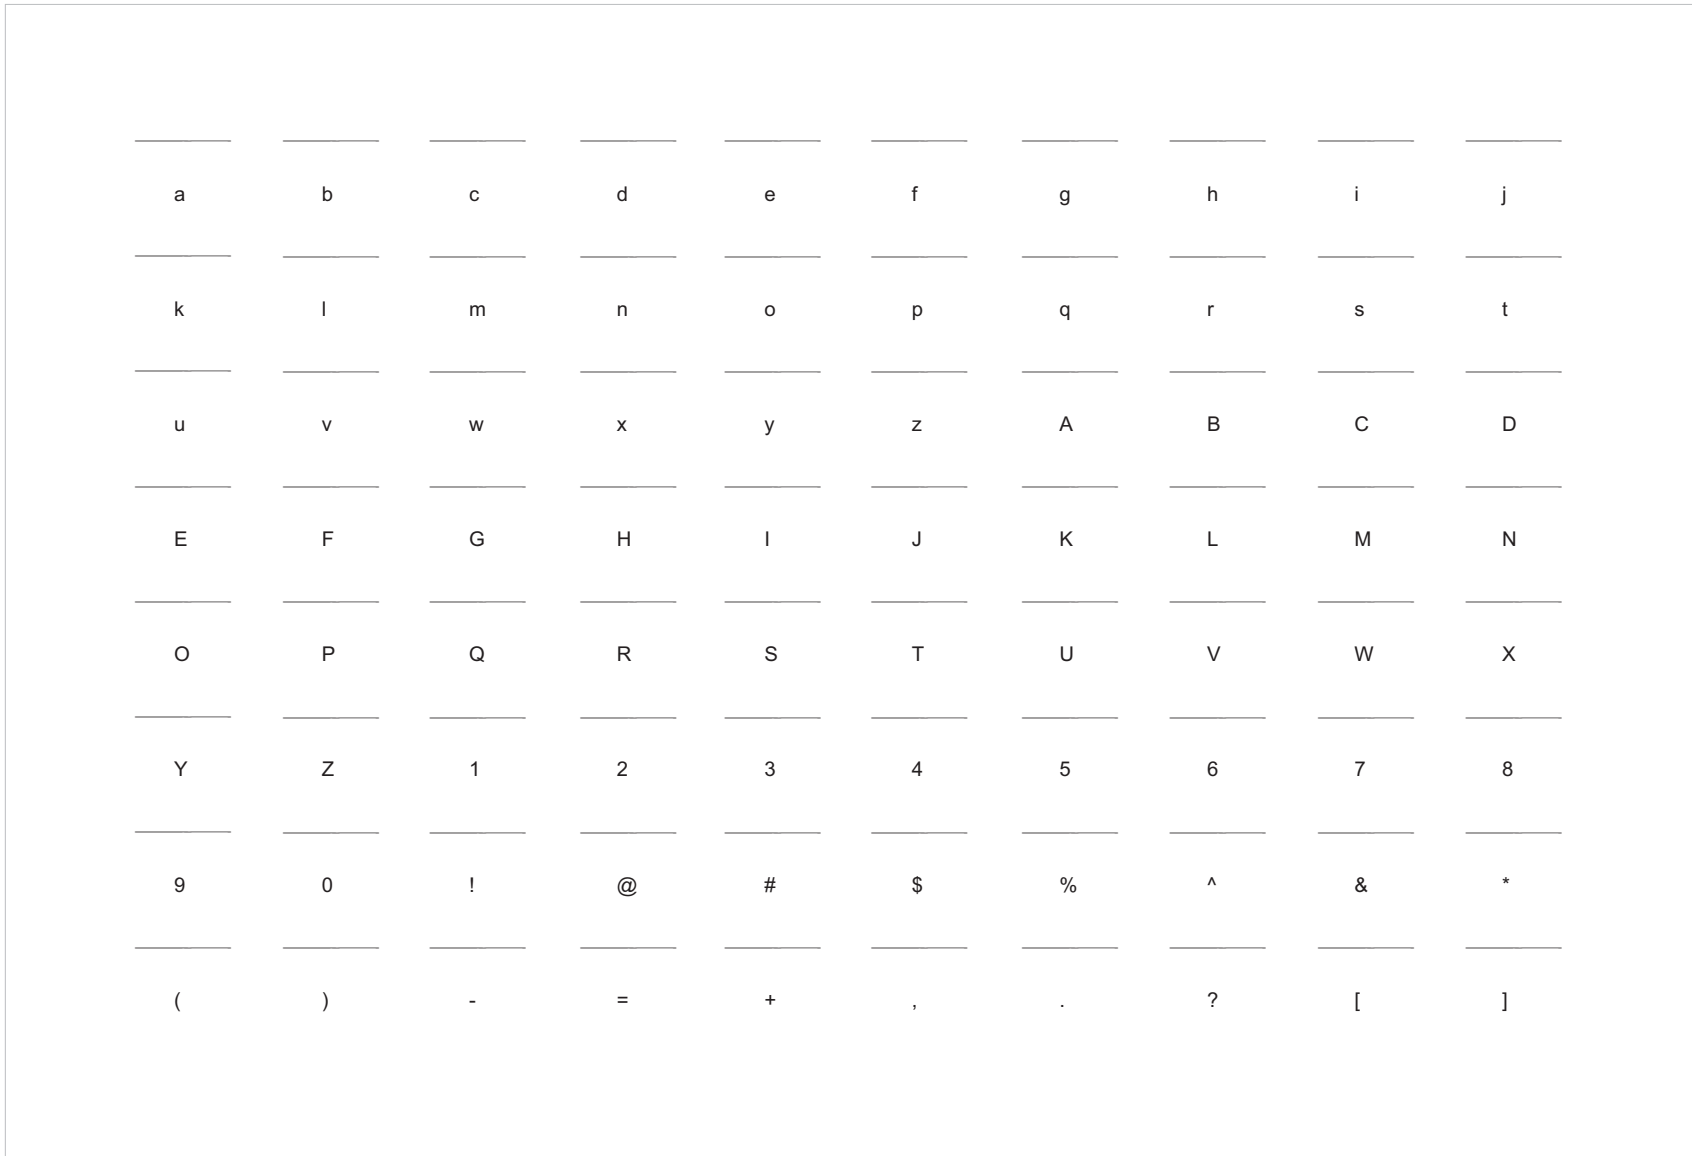 a b c d e f g h i j
k l m n o p q r s t
u v w x y z A B C D
E F G H I J K L M N
O P Q R S T U V W X
Y Z 1 2 3 4 5 6 7 8
9 0 ! @ # $ % ^ & *
( ) - = + , . ? [ ]